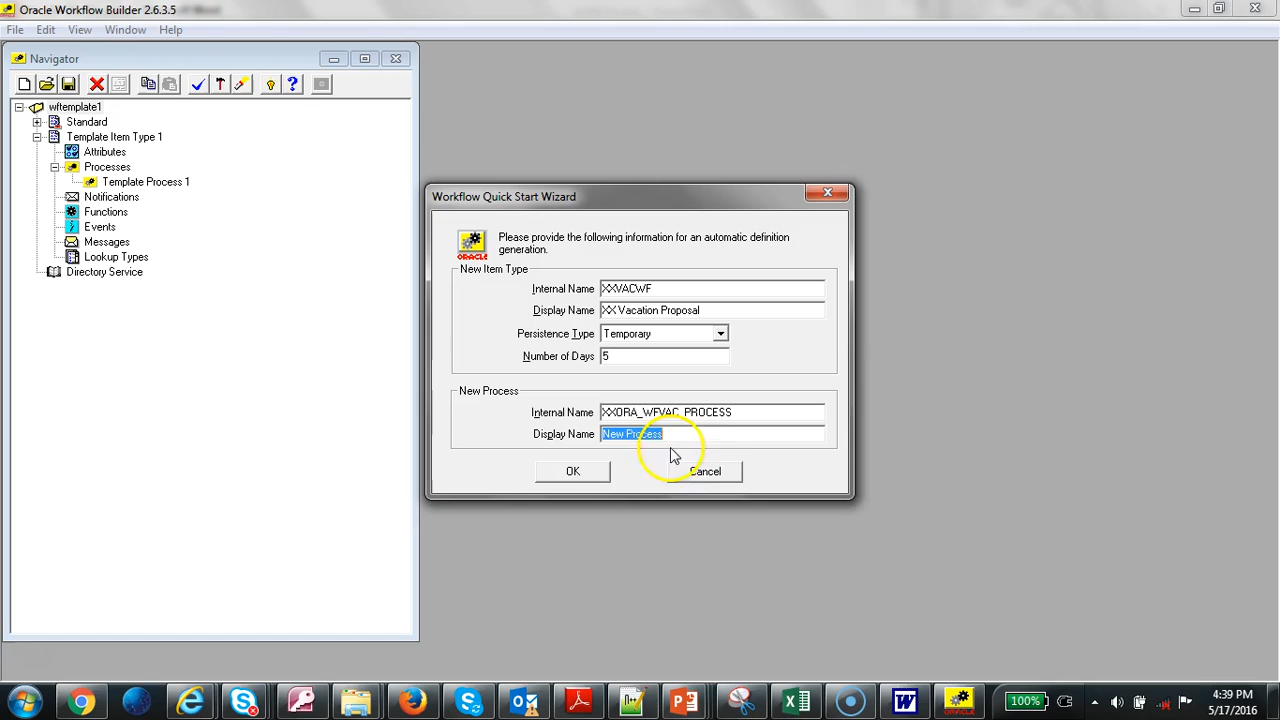 Oracle Workflow Builder 2.6.3.5
File Edit View Window Help
Navigator
wftemplate1
Standard
Template Item Type 1
Attributes
Processes
Template Process 1
Notifications
Functions
Events
Messages
Lookup Types
Directory Service
Workflow Quick Start Wizard
Please provide the following information for an automatic definition
generation.
ORACLE
New Item Type
Internal Name XXVACWF
Display Name XX Vacation Proposal
Persistence Type Temporary
Number of Days 5
New Process
Internal Name XXORA_WFVAC_PROCESS
Display Name New Process
OK Cancel
100%
4:39 PM
5/17/2016